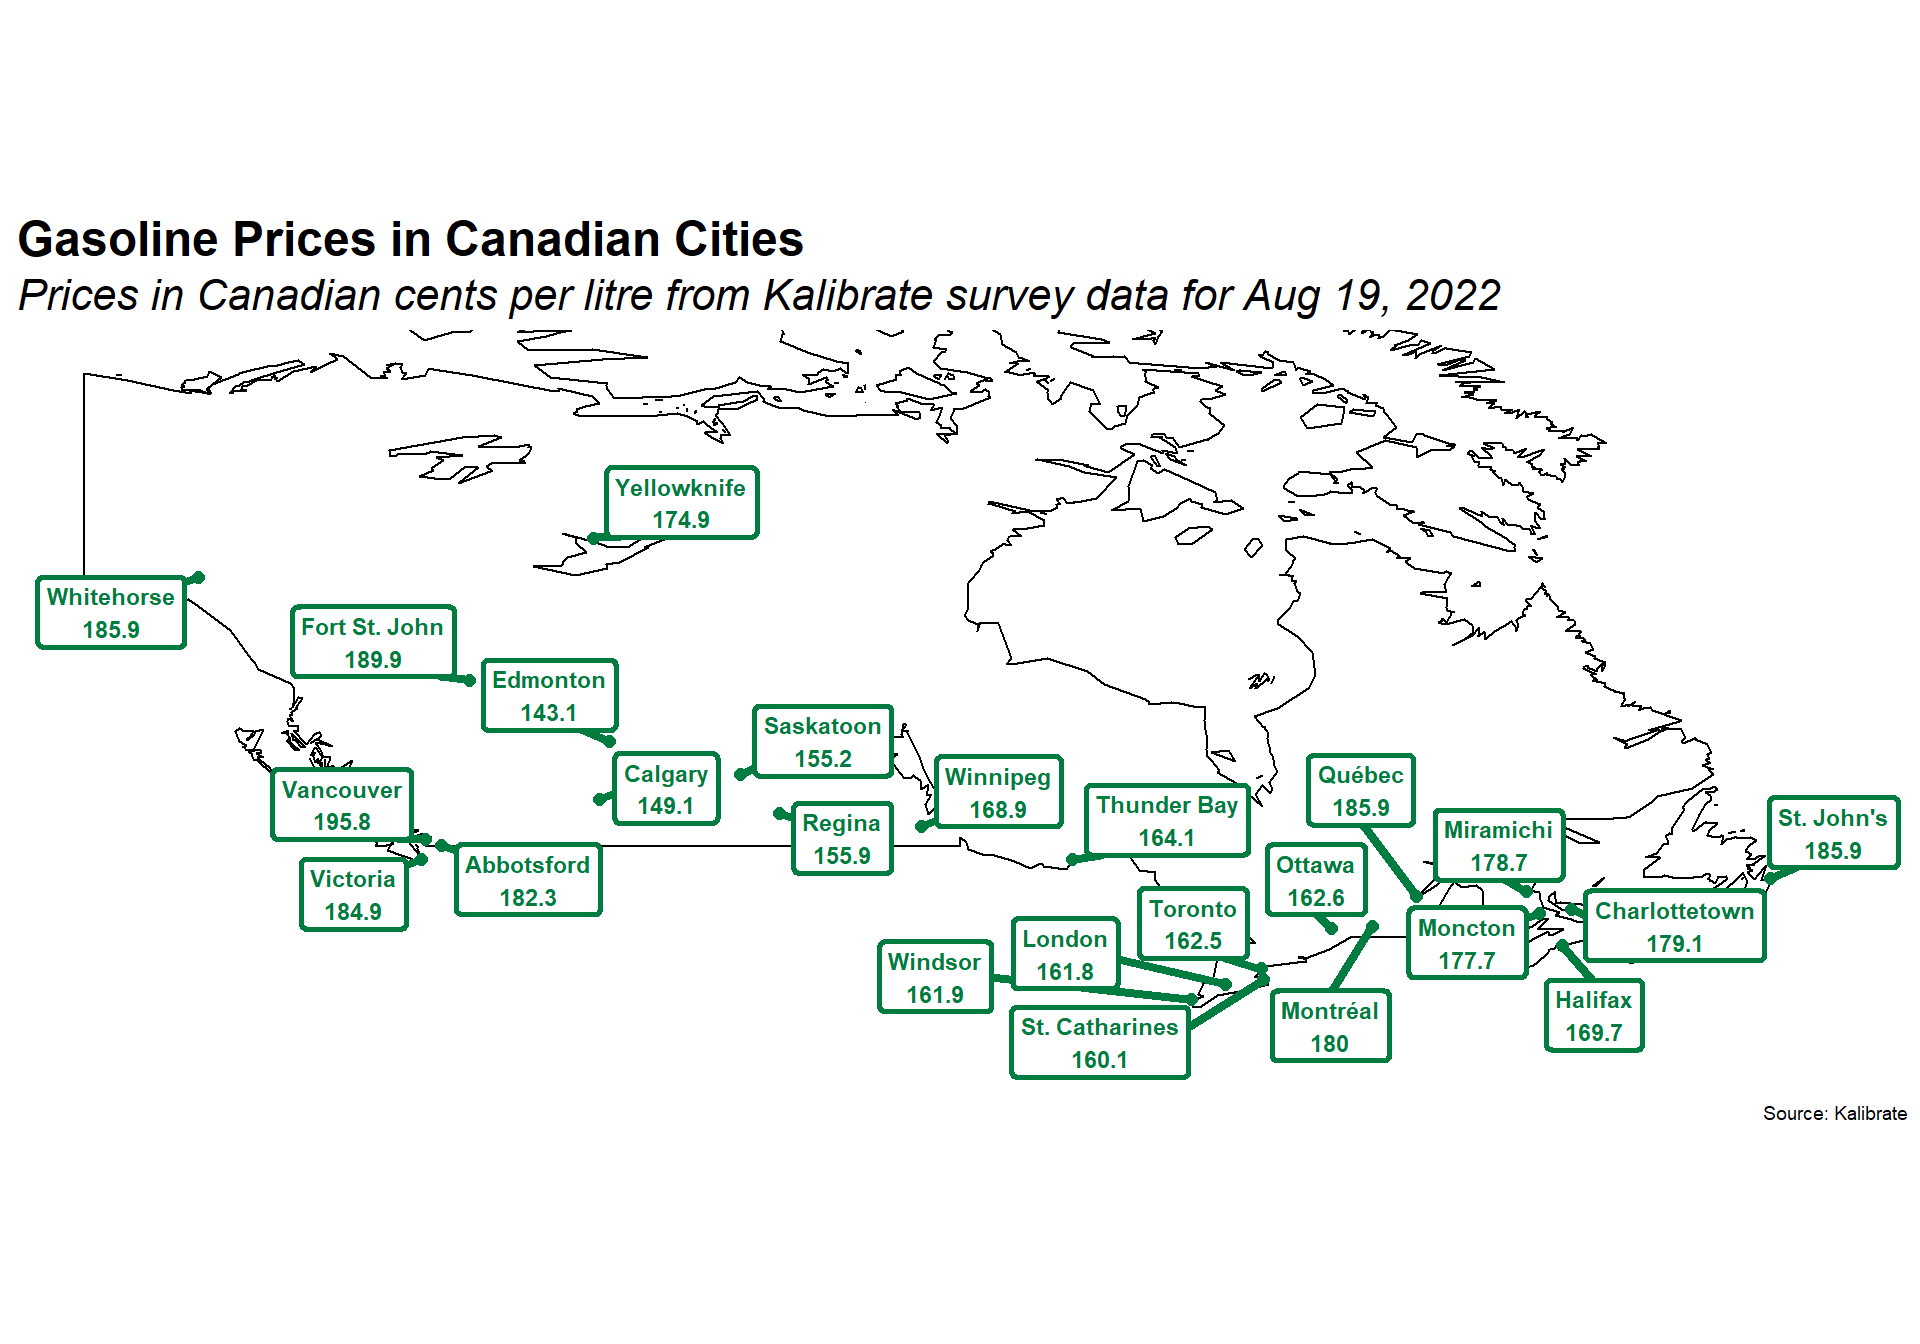 Gasoline Prices in Canadian Cities
Prices in Canadian cents per litre from Kalibrate survey data for Aug 19, 2022
Yellowknife
174.9
Whitehorse
185.9
Fort St. John
189.9
Edmonton
143.1
Saskatoon
155.2
Calgary
149.1
Winnipeg
168.9
Québec
185.9
Vancouver
195.8
Thunder Bay
164.1
St. John's
185.9
Regina
155.9
Miramichi
178.7
Abbotsford
182.3
Ottawa
162.6
Victoria
184.9
Toronto
162.5
Charlottetown
179.1
Moncton
177.7
London
161.8
Windsor
161.9
Halifax
169.7
Montréal
180
St. Catharines
160.1
Source: Kalibrate